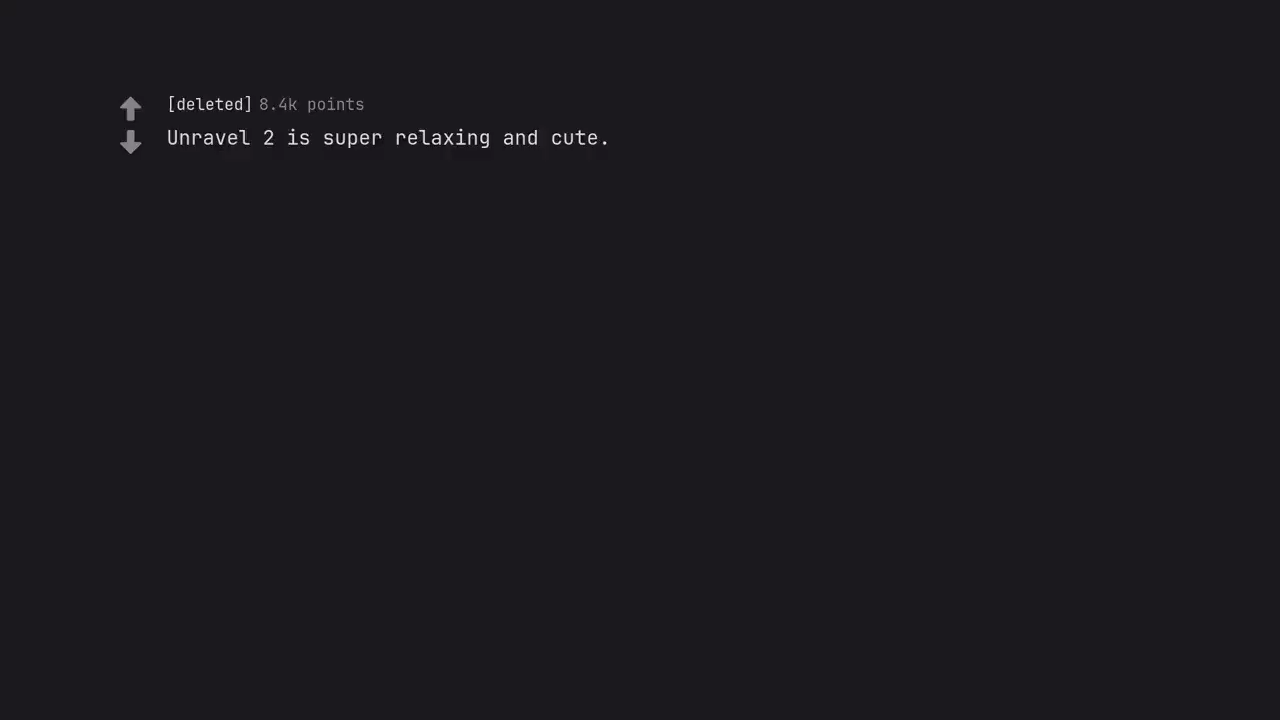 [deleted] 8.4k points
Unravel 2 is super relaxing and cute.